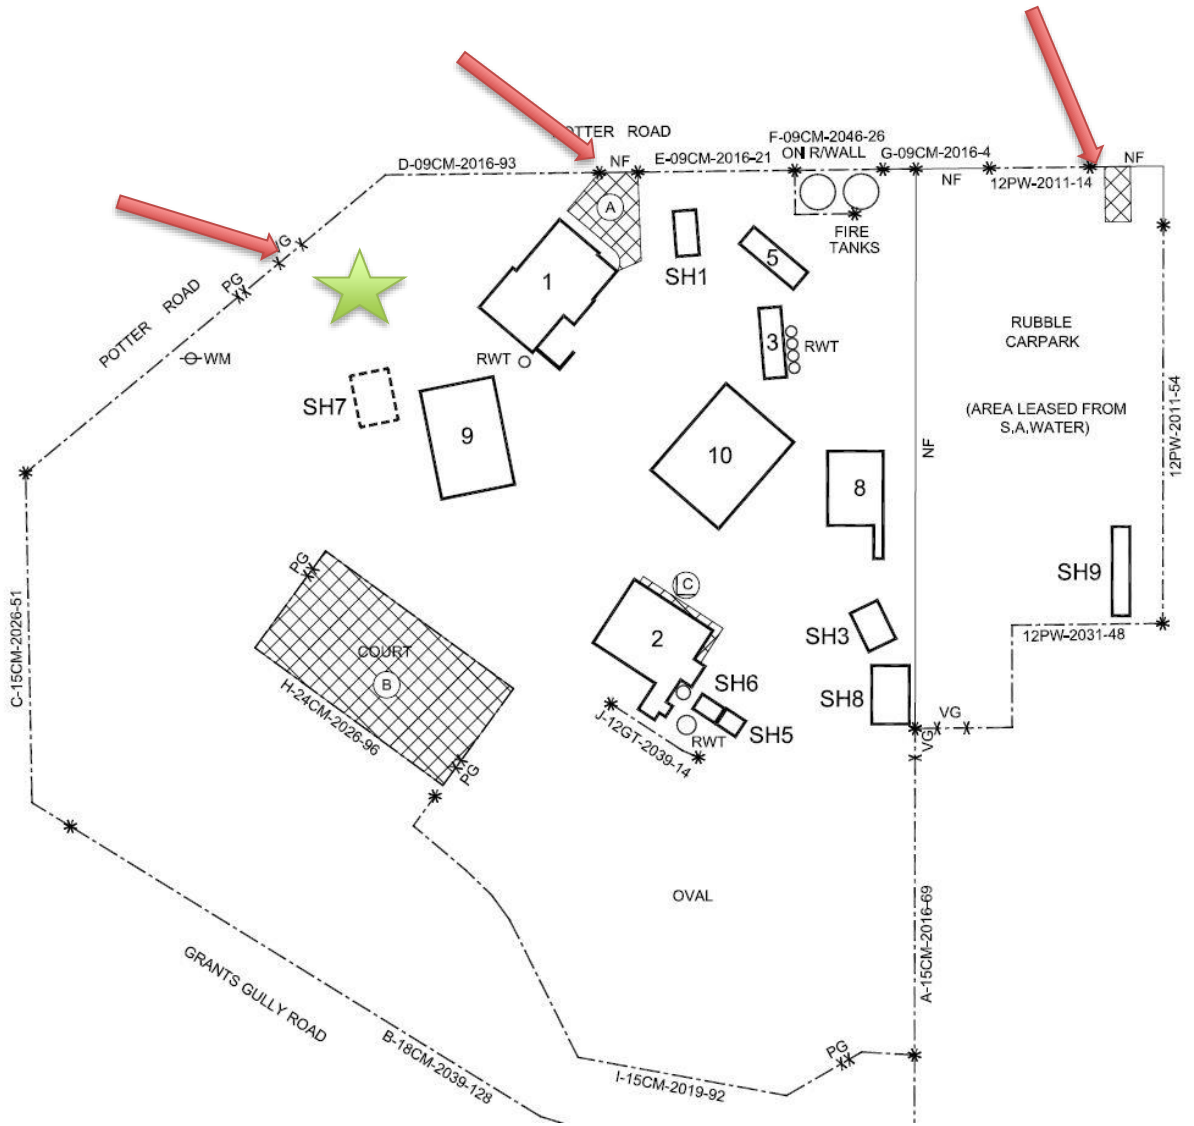 POTTER ROAD
F-09CM-2046-26
D-09CM-2016-93
NF
E-09CM-2016-21
ON R/WALL
G-09CM-2016-4
NF
NF
12PW-2011-14
A
FIRE
TANKS
SH1
5
1
PG
POTTER ROAD
WM
RWT
3
RWT
RUBBLE
CARPARK
(AREA LEASED FROM
S,A,WATER)
12PW-2011-54
SH7
9
10
NF
8
PG
C-15CM-2026-51
COURT
B
H-24CM-2026-96
PG
C
2
SH6
SH5
RWT
J-12GT-2039-14
SH3
SH8
SH9
12PW-2031-48
VG
VG
OVAL
A-15CM-2016-69
GRANTS GULLY ROAD
B-18CM-2039-128
I-15CM-2019-92
PG